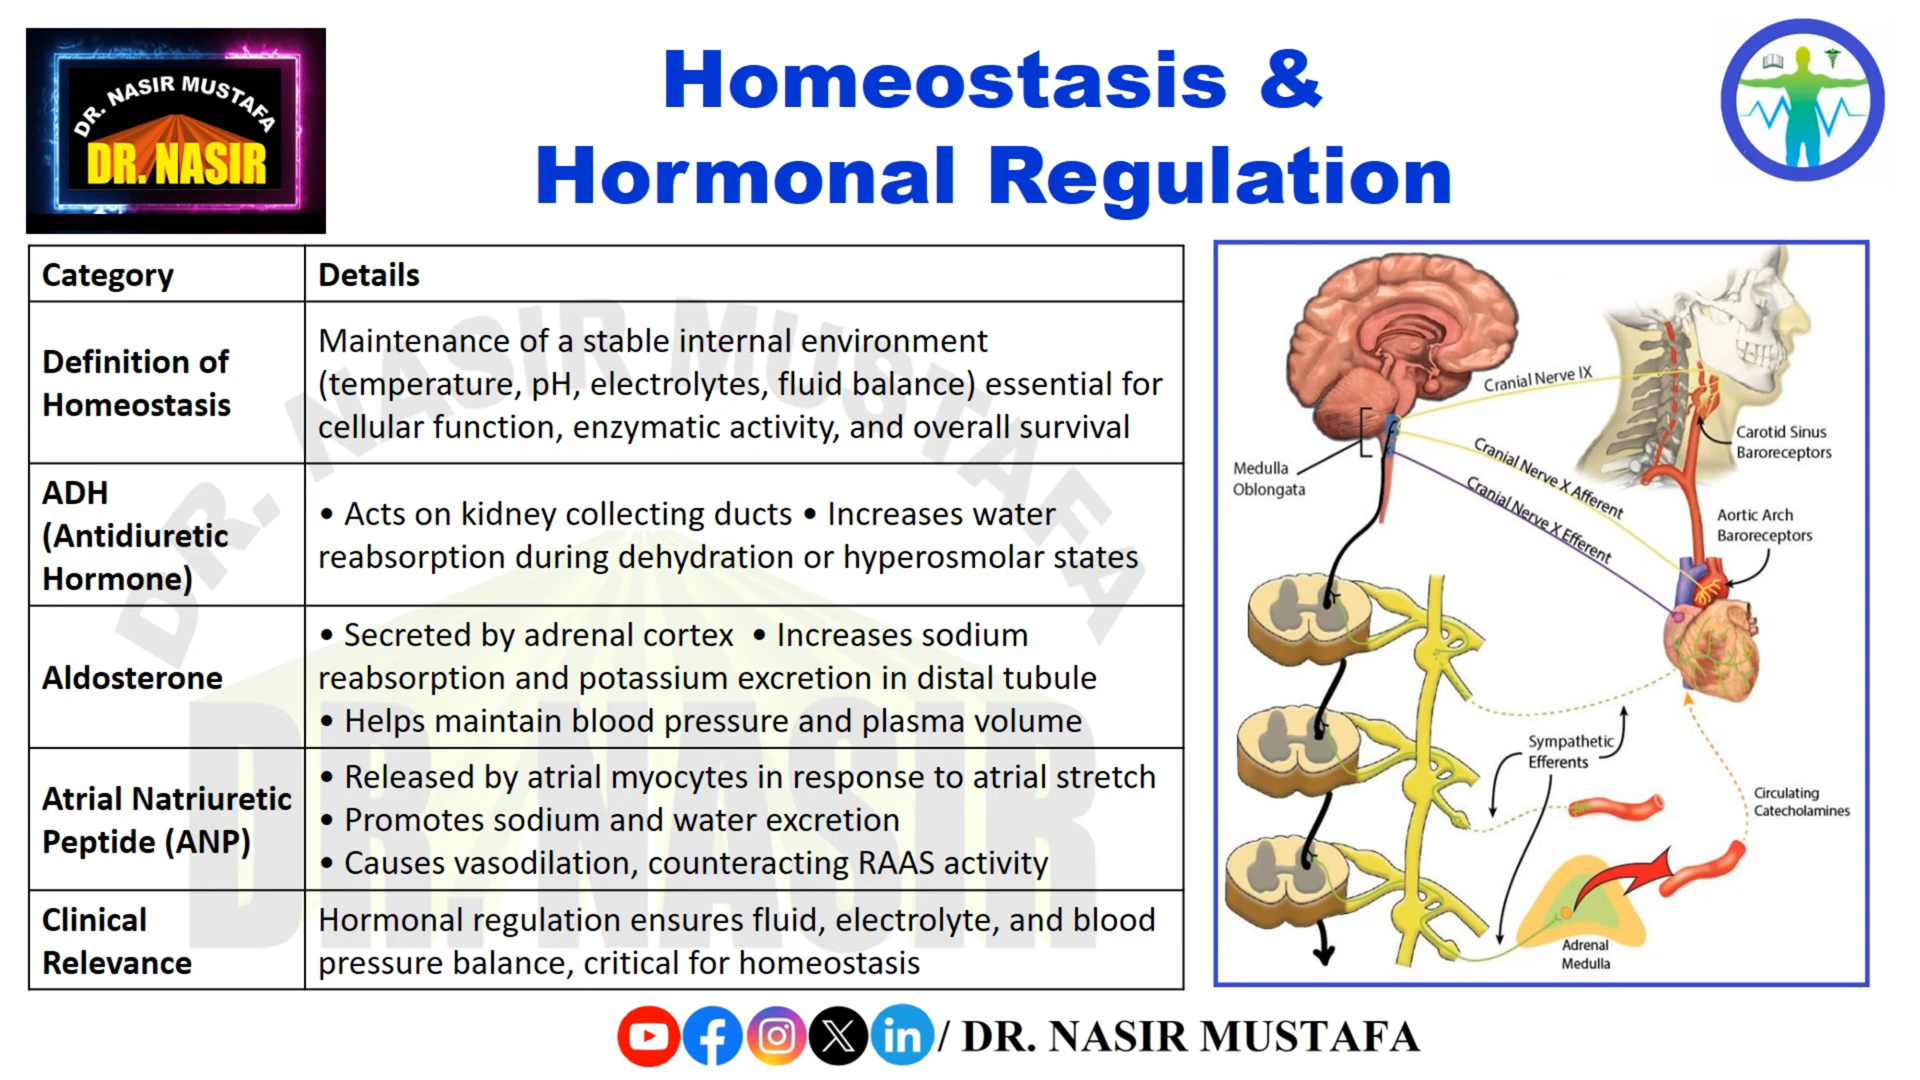 DR. NASIR MUSTAFA
DR. NASIR
Homeostasis &
Hormonal Regulation
Category
Details
Definition of
Homeostasis
Maintenance of a stable internal environment
(temperature, pH, electrolytes, fluid balance) essential for
cellular function, enzymatic activity, and overall survival
ADH
(Antidiuretic
Hormone)
• Acts on kidney collecting ducts • Increases water
reabsorption during dehydration or hyperosmolar states
Aldosterone
• Secreted by adrenal cortex • Increases sodium
reabsorption and potassium excretion in distal tubule
• Helps maintain blood pressure and plasma volume
Atrial Natriuretic
Peptide (ANP)
• Released by atrial myocytes in response to atrial stretch
• Promotes sodium and water excretion
• Causes vasodilation, counteracting RAAS activity
Clinical
Relevance
Hormonal regulation ensures fluid, electrolyte, and blood
pressure balance, critical for homeostasis
DR. NASIR MUSTAFA
DR. NASIR
Cranial Nerve IX
Carotid Sinus
Baroreceptors
Medulla
Oblongata
Cranial Nerve X Afferent
Cranial Nerve X Efferent
Aortic Arch
Baroreceptors
Sympathetic
Efferents
Circulating
Catecholamines
Adrenal
Medulla
in / DR. NASIR MUSTAFA